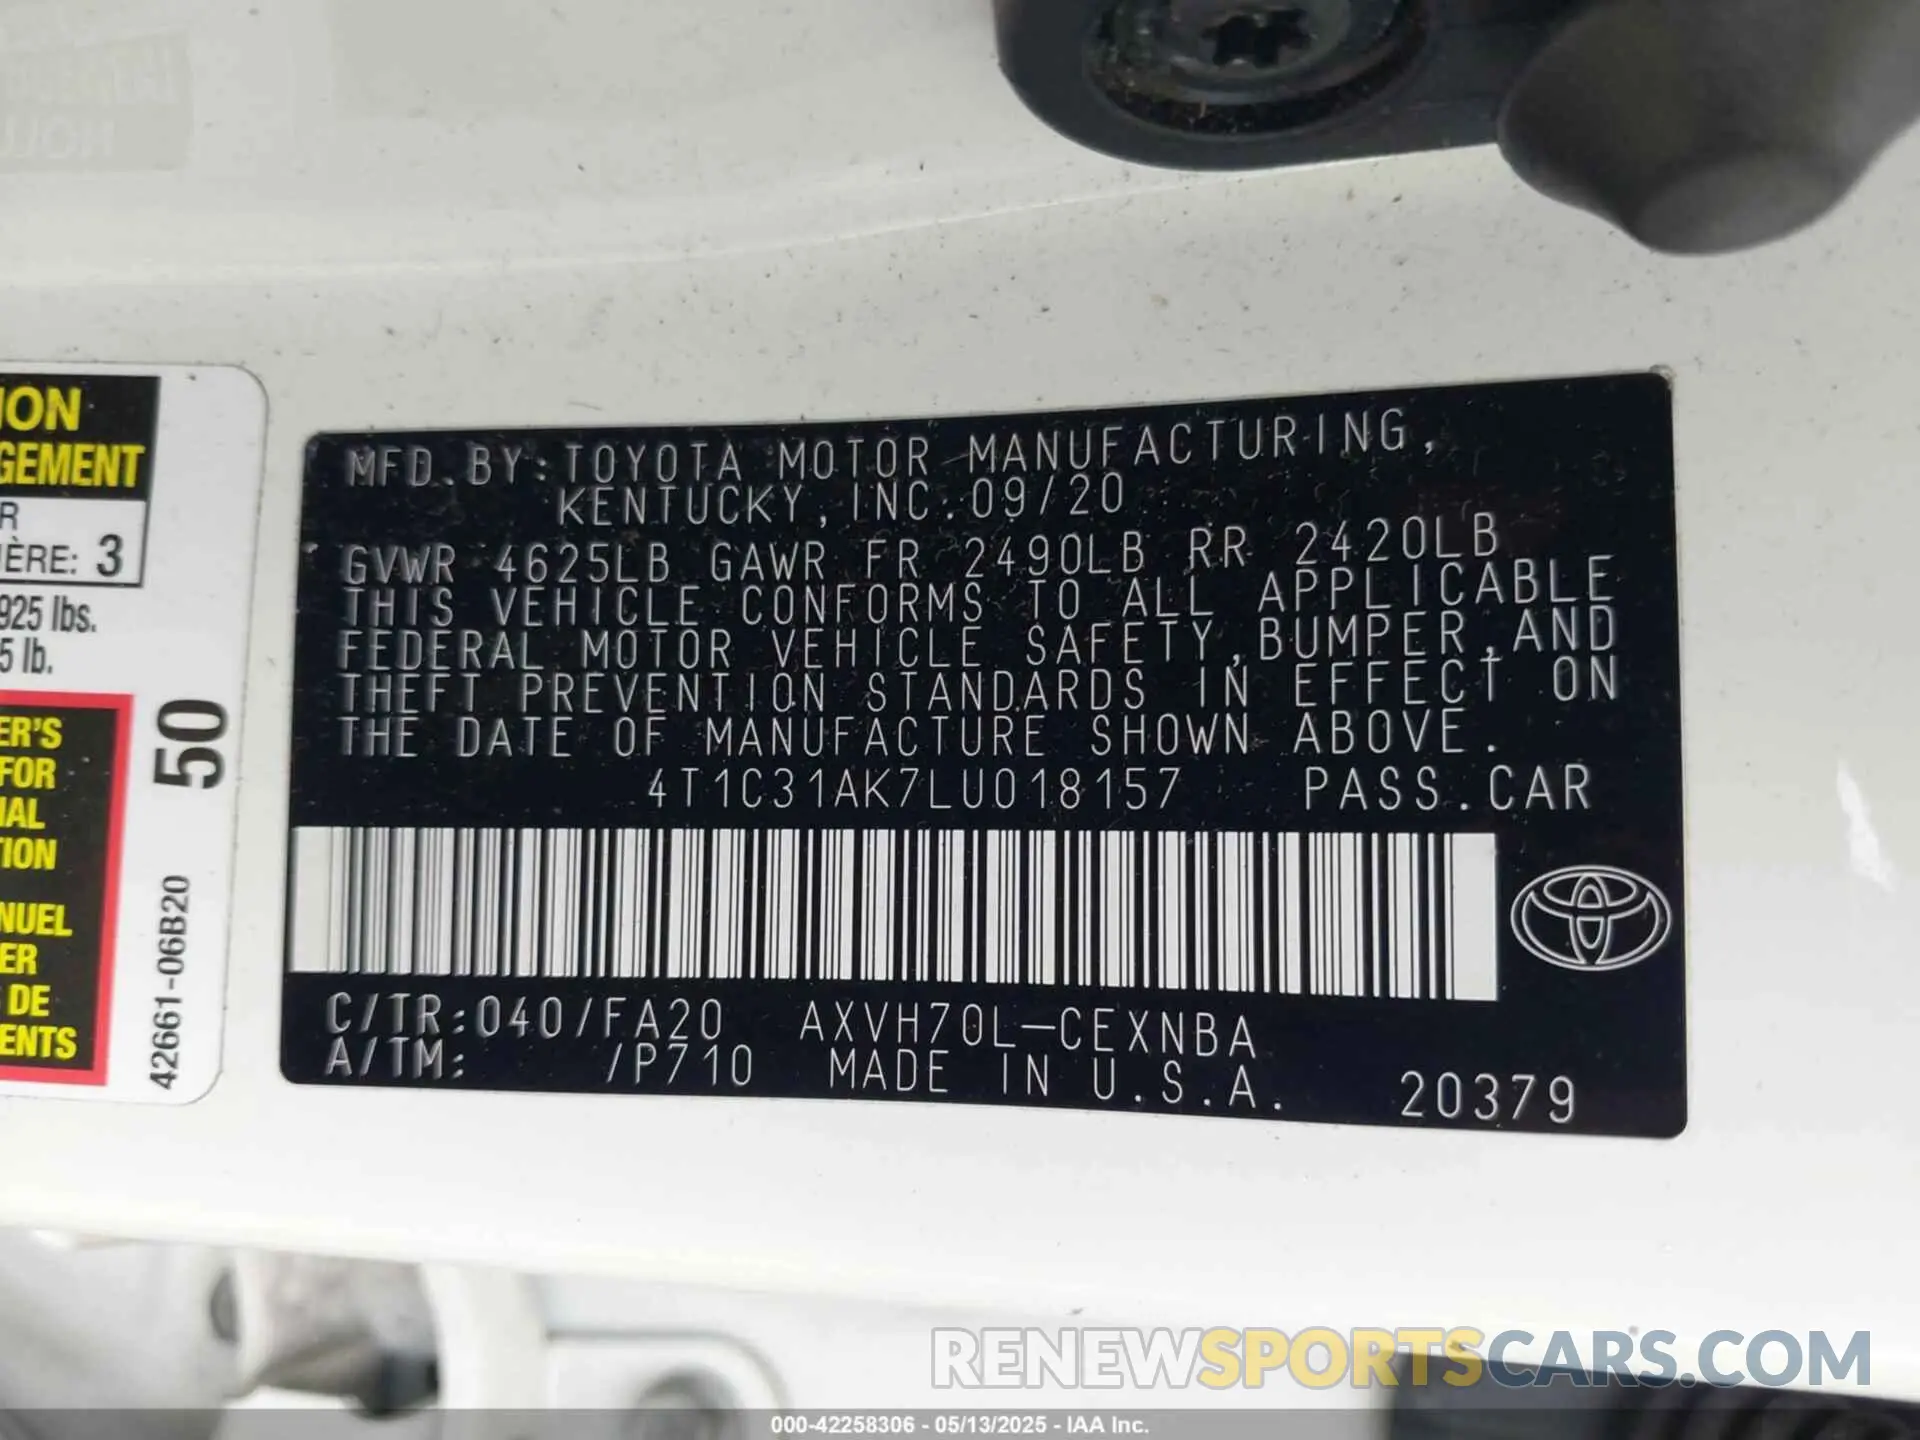 ION
GEMENT
R
IÈRE: 3
925 lbs.
5 lb.
ER'S
FOR
IAL
TION
NUEL
ER
DE
ENTS
50
42661-06B20
MFD.BY:TOYOTA MOTOR MANUFACTURING,
KENTUCKY,INC.09/20
GVWR 4625LB GAWR FR 2490LB RR 2420LB
THIS VEHICLE CONFORMS TO ALL APPLICABLE
FEDERAL MOTOR VEHICLE SAFETY,BUMPER,AND
THEFT PREVENTION STANDARDS IN EFFECT ON
THE DATE OF MANUFACTURE SHOWN ABOVE.
4T1C31AK7LU018157 PASS.CAR
C/TR:040/FA20 AXVH70L-CEXNBA
A/TM: /P710 MADE IN U.S.A. 20379
RENEWSPORTSCARS.COM
000-42258306 - 05/13/2025 - IAA Inc.